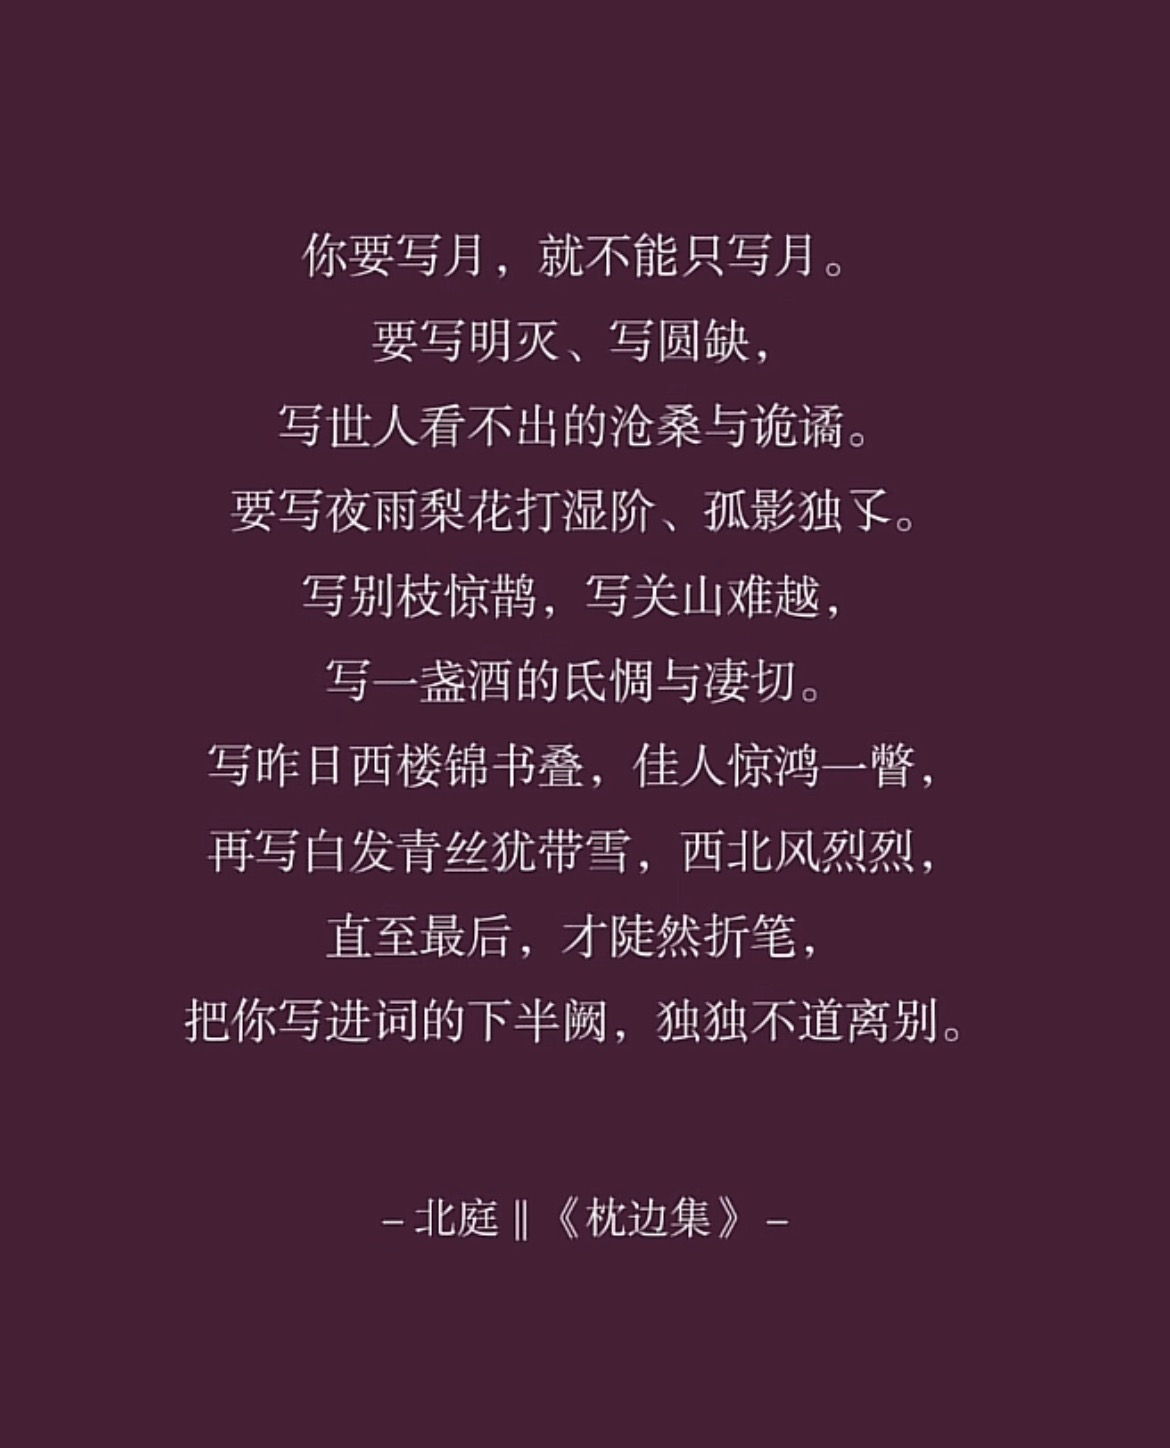 你要写月，就不能只写月。
要写明灭、写圆缺，
写世人看不出的沧桑与诡谲。
要写夜雨梨花打湿阶、孤影独孓。
写别枝惊鹊，写关山难越，
写一盏酒的氐惆与凄切。
写昨日西楼锦书叠，佳人惊鸿一瞥，
再写白发青丝犹带雪，西北风烈烈，
直至最后，才陡然折笔，
把你写进词的下半阙，独独不道离别。
– 北庭 ‖《枕边集》–